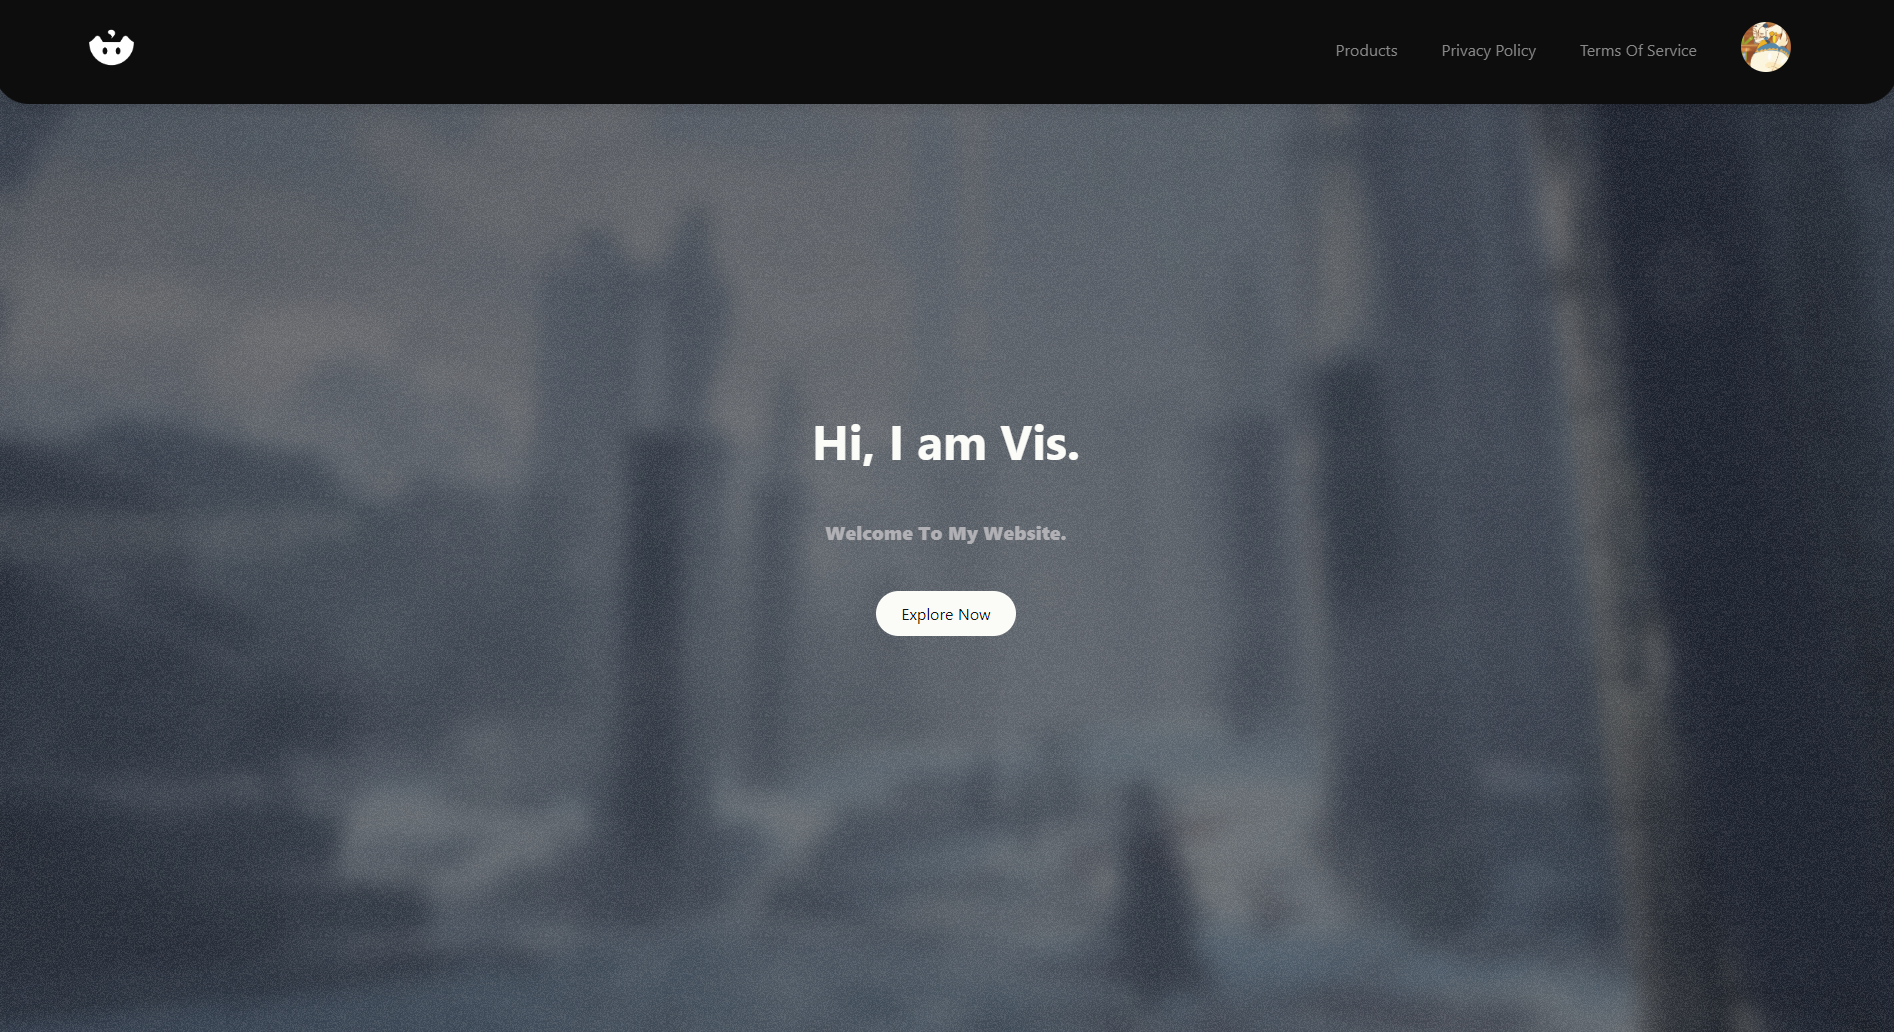 Products Privacy Policy Terms Of Service
Hi, I am Vis.
Welcome To My Website.
Explore Now